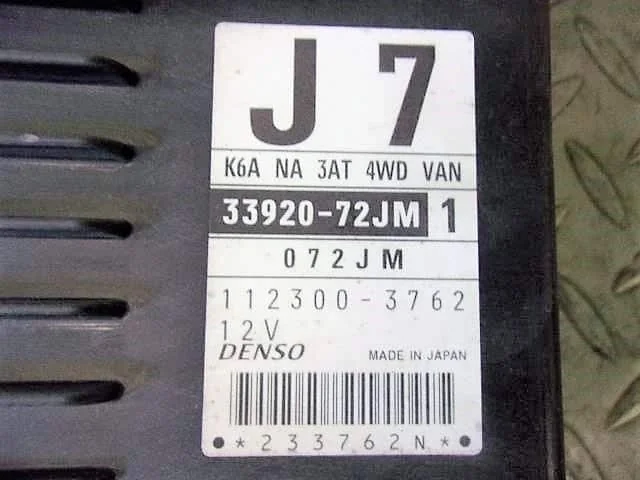 J 7
K6A NA 3AT 4WD VAN
33920-72JM 1
072JM
112300-3762
12V
DENSO MADE IN JAPAN
*233762N*